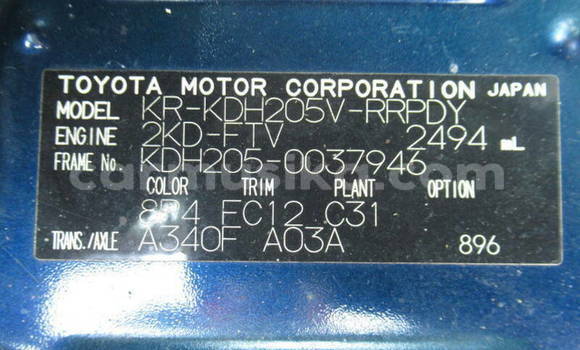 TOYOTA MOTOR CORPORATION JAPAN
MODEL KR-KDH205V-RRPDY
ENGINE 2KD-FTV 2494 mL
FRAME No. KDH205-0037946
COLOR TRIM PLANT OPTION
8P4 FC12 C31
TRANS./AXLE A340F A03A 896